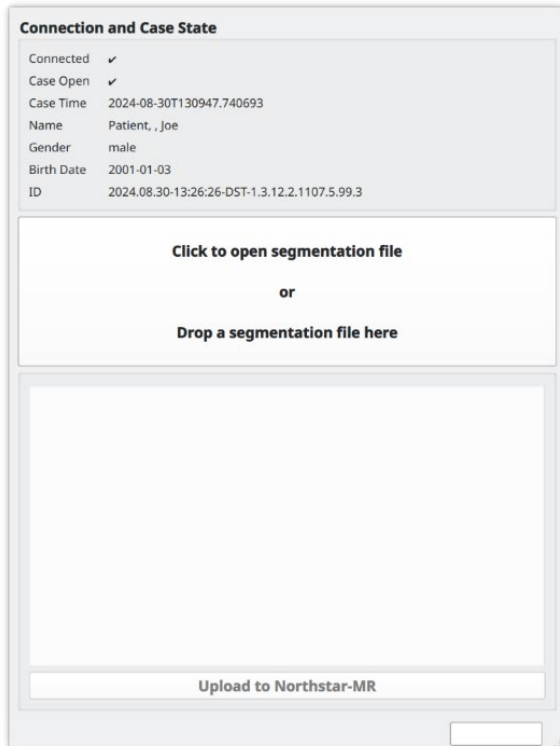 Connection and Case State
Connected ✔
Case Open ✔
Case Time 2024-08-30T130947.740693
Name Patient, , Joe
Gender male
Birth Date 2001-01-03
ID 2024.08.30-13:26:26-DST-1.3.12.2.1107.5.99.3
Click to open segmentation file
or
Drop a segmentation file here
Upload to Northstar-MR